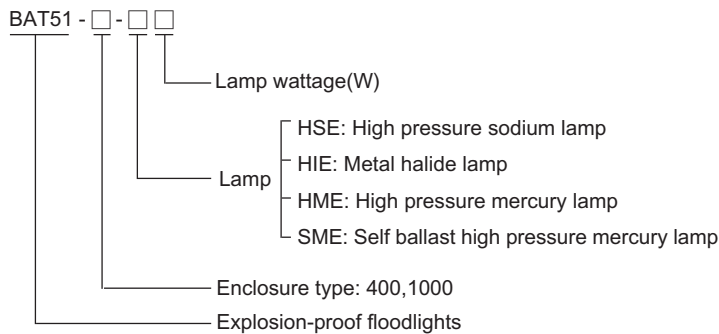 BAT51 - □ - □ □
Lamp wattage(W)
HSE: High pressure sodium lamp
HIE: Metal halide lamp
Lamp
HME: High pressure mercury lamp
SME: Self ballast high pressure mercury lamp
Enclosure type: 400,1000
Explosion-proof floodlights